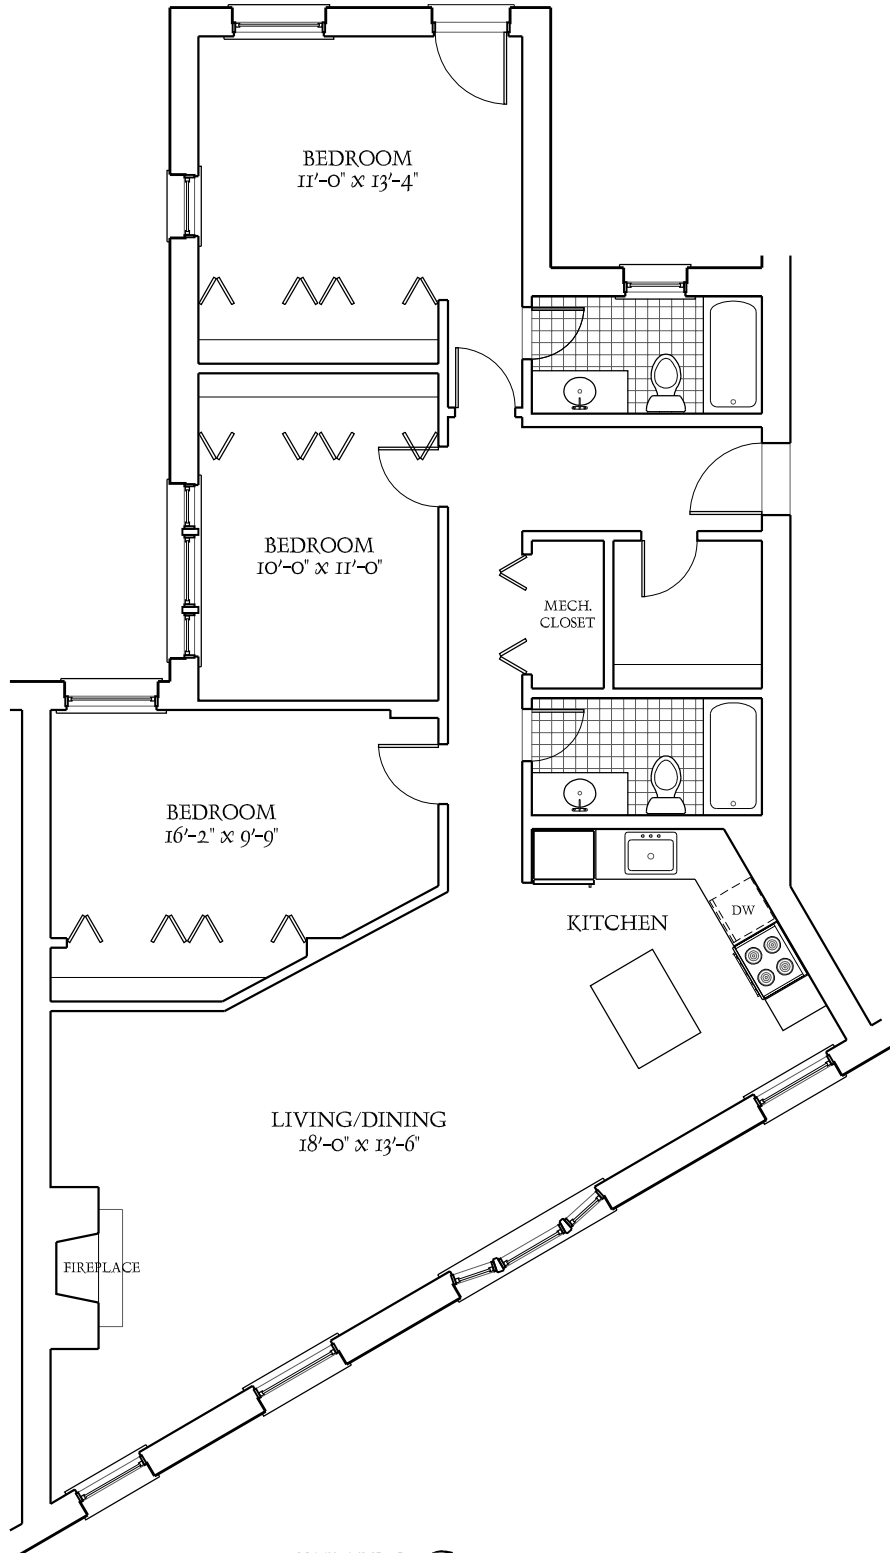 BEDROOM
11'-0" x 13'-4"
BEDROOM
10'-0" x 11'-0"
MECH.
CLOSET
BEDROOM
16'-2" x 9'-9"
DW
KITCHEN
LIVING/DINING
18'-0" x 13'-6"
FIREPLACE